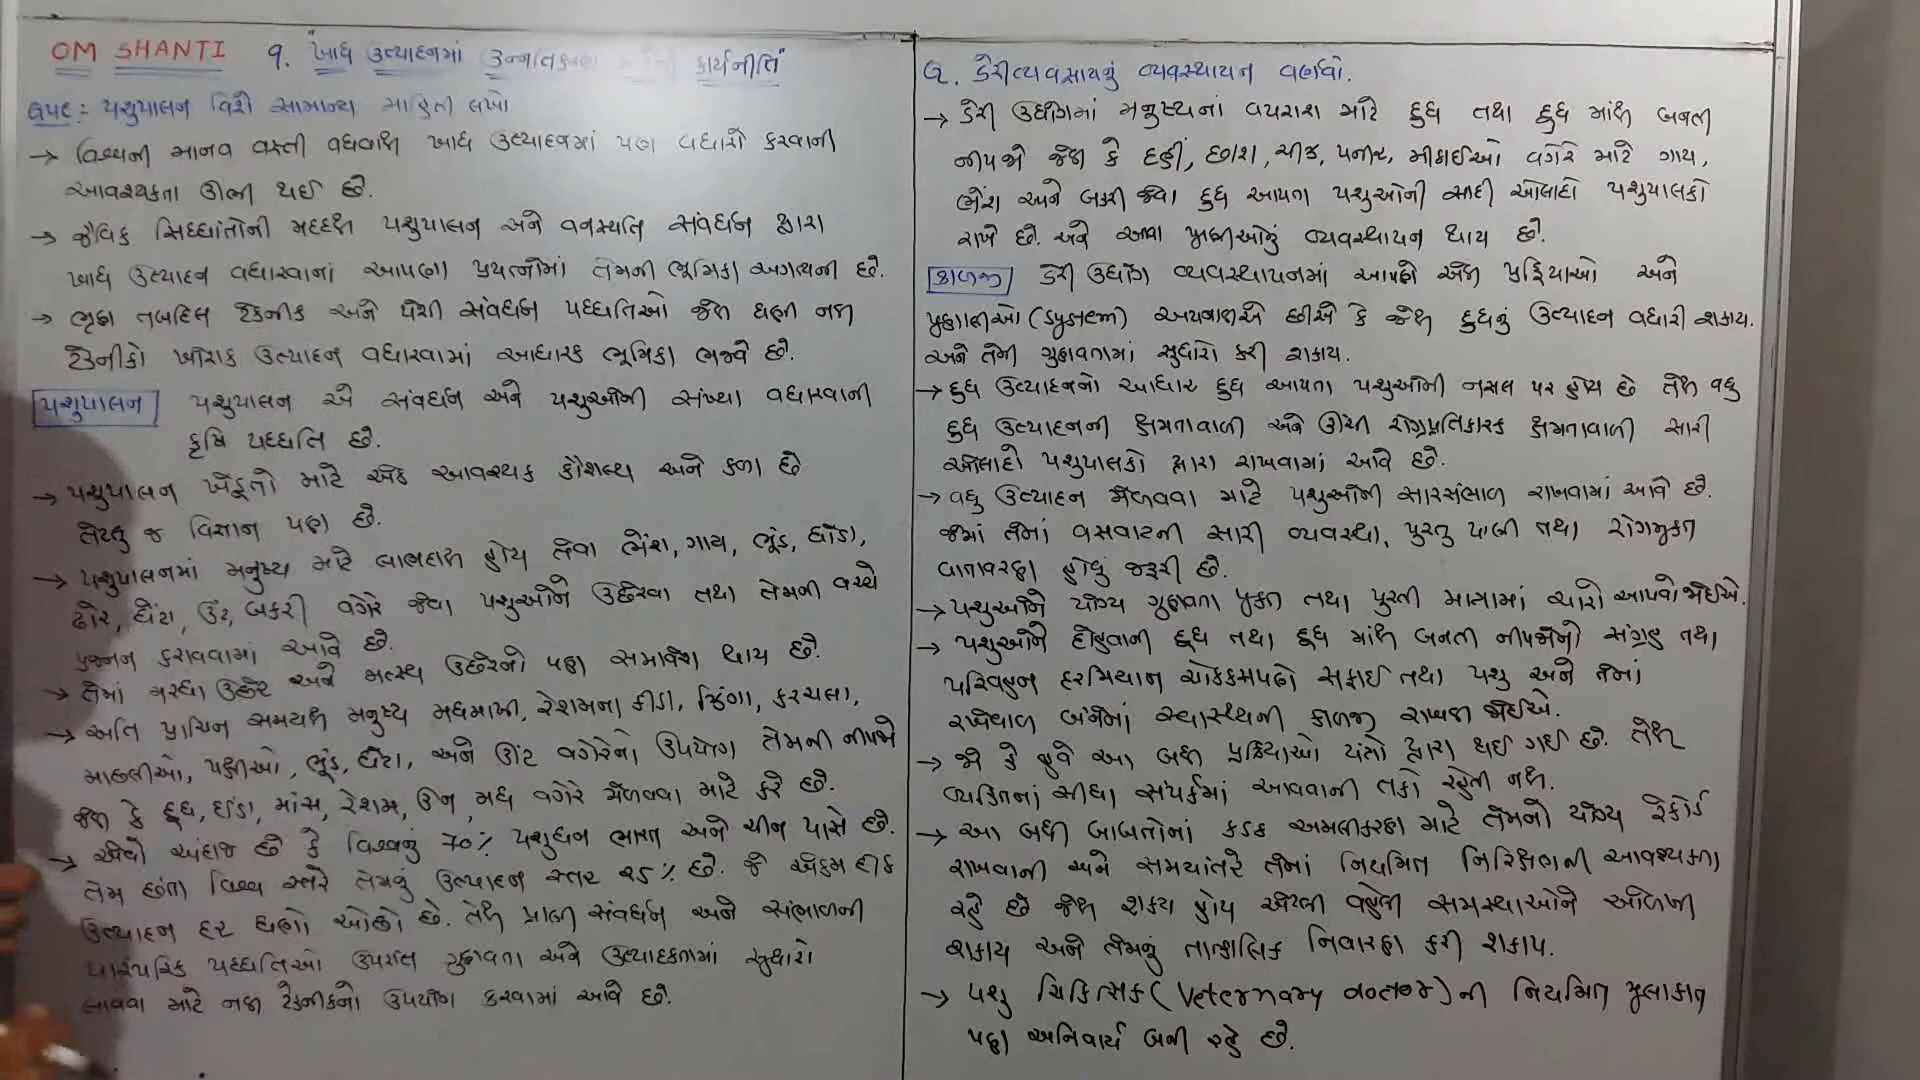 OM SHANTI ૧. "ખાદ્ય ઉત્પાદનમાં ઉન્નતિકરણ કાર્યનીતિ"
પશુપાલન વિશે સામાન્ય માહિતી લખો
→ વિશ્વની માનવ વસ્તી વધવાથી ખાદ્ય ઉત્પાદનમાં પણ વધારો કરવાની
આવશ્યકતા ઊભી થઈ છે.
→ જૈવિક સિદ્ધાંતોની મદદથી પશુપાલન અને વનસ્પતિ સંવર્ધન દ્વારા
ખાદ્ય ઉત્પાદન વધારવાનાં આપણા પ્રયત્નોમાં તેમની ભૂમિકા અગત્યની છે.
→ ભ્રૂણ તબદિલ ટેકનીક અને પેશી સંવર્ધન પદ્ધતિઓ જેવી ઘણી નવી
ટેકનીકો ખોરાક ઉત્પાદન વધારવામાં આધારક ભૂમિકા ભજવે છે.
પશુપાલન પશુપાલન એ સંવર્ધન અને પશુઓની સંખ્યા વધારવાની
કૃષિ પદ્ધતિ છે.
→ પશુપાલન ખેડૂતો માટે એક આવશ્યક કૌશલ્ય અને કળા છે
તેટલુ જ વિજ્ઞાન પણ છે.
→ પશુપાલનમાં મનુષ્ય માટે લાભદાયી હોય તેવા ભેંશ, ગાય, ભૂંડ, ઘોડા,
ઢોર, ઘેંટા, ઉંટ, બકરી વગેરે જેવા પશુઓને ઉછેરવા તથા તેમની વચ્ચે
પ્રજનન કરાવવામાં આવે છે.
→ તેમાં મરઘા ઉછેર અને મત્સ્ય ઉછેરનો પણ સમાવેશ થાય છે.
→ અતિ પ્રાચિન સમયથી મનુષ્ય મધમાખી, રેશમના કીડા, ઝિંગા, કરચલા,
માછલીઓ, પક્ષીઓ, ભૂંડ, ઘેટા, અને ઊંટ વગેરેનો ઉપયોગ તેમની નીપજો
જેવી કે દૂધ, ઈંડા, માંસ, રેશમ, ઊન, મધ વગેરે મેળવવા માટે કરે છે.
→ એવો અંદાજ છે કે વિશ્વનું 70% પશુધન ભારત અને ચીન પાસે છે.
તેમ છતા વિશ્વ સ્તરે તેમનું ઉત્પાદન સ્તર ૨૫% છે. જે એકમ દીઠ
ઉત્પાદન દર ઘણો ઓછો છે. તેથી પ્રાણી સંવર્ધન અને સંભાળની
પારંપરિક પદ્ધતિઓ ઉપરાંત ગુણવત્તા અને ઉત્પાદકતામાં સુધારો
લાવવા માટે નવી ટેકનીકનો ઉપયોગ કરવામાં આવે છે.
૨. ડેરી વ્યવસાયનું વ્યવસ્થાપન વર્ણવો.
→ ડેરી ઉદ્યોગમાં મનુષ્યનાં વપરાશ માટે દુધ તથા દુધ માંથી બનતી
નીપજો જેવી કે દહીં, છાશ, ચીઝ, પનીર, મીઠાઈઓ વગેરે માટે ગાય,
ભેંશ અને બકરી જેવા દુધ આપતા પશુઓની સારી ઓલાદો પશુપાલકો
રાખે છે. અને આવા પ્રાણીઓનું વ્યવસ્થાપન થાય છે.
કાળજી ડેરી ઉદ્યોગ વ્યવસ્થાપનમાં આપણે એવી પ્રક્રિયાઓ અને
પ્રણાલીઓ (System) અપનાવીએ છીએ કે જેથી દુધનું ઉત્પાદન વધારી શકાય.
અને તેની ગુણવત્તામાં સુધારો કરી શકાય.
→ દુધ ઉત્પાદનનો આધાર દુધ આપતા પશુઓની નસલ પર હોય છે તેથી વધુ
દુધ ઉત્પાદનની ક્ષમતાવાળી અને ઊંચી રોગપ્રતિકારક ક્ષમતાવાળી સારી
ઓલાદો પશુપાલકો દ્વારા રાખવામાં આવે છે.
→ વધુ ઉત્પાદન મેળવવા માટે પશુઓની સારસંભાળ રાખવામાં આવે છે.
જેમાં તેનાં વસવાટની સારી વ્યવસ્થા, પુરતુ પાણી તથા રોગમુક્ત
વાતાવરણ હોવું જરૂરી છે.
→ પશુઓને યોગ્ય ગુણવત્તા યુક્ત તથા પુરતી માત્રામાં ચારો આપવો જોઈએ.
→ પશુઓને દોહવાની દૂધ તથા દૂધ માંથી બનતી નીપજોનો સંગ્રહ તથા
પરિવહન દરમિયાન ચોક્કસપણે સફાઈ તથા પશુ અને તેનાં
રખેવાળ બંનેનાં સ્વાસ્થ્યની કાળજી રાખવી જોઈએ.
→ જો કે હવે આ બધી પ્રક્રિયાઓ યંત્રો દ્વારા થઈ ગઈ છે. તેથી
વ્યક્તિનાં સીધા સંપર્કમાં આવવાની તકો રહેતી નથી.
→ આ બધી બાબતોનાં કડક અમલીકરણ માટે તેમનો યોગ્ય રેકોર્ડ
રાખવાની અને સમયાંતરે તેનાં નિયમિત નિરિક્ષણની આવશ્યકતા
રહે છે જેથી શક્ય હોય એટલી વહેલી સમસ્યાઓને ઓળખી
શકાય અને તેમનું તાત્કાલિક નિવારણ કરી શકાય.
→ પશુ ચિકિત્સક (Veternary doctor) ની નિયમિત મુલાકાત
પણ અનિવાર્ય બની રહે છે.